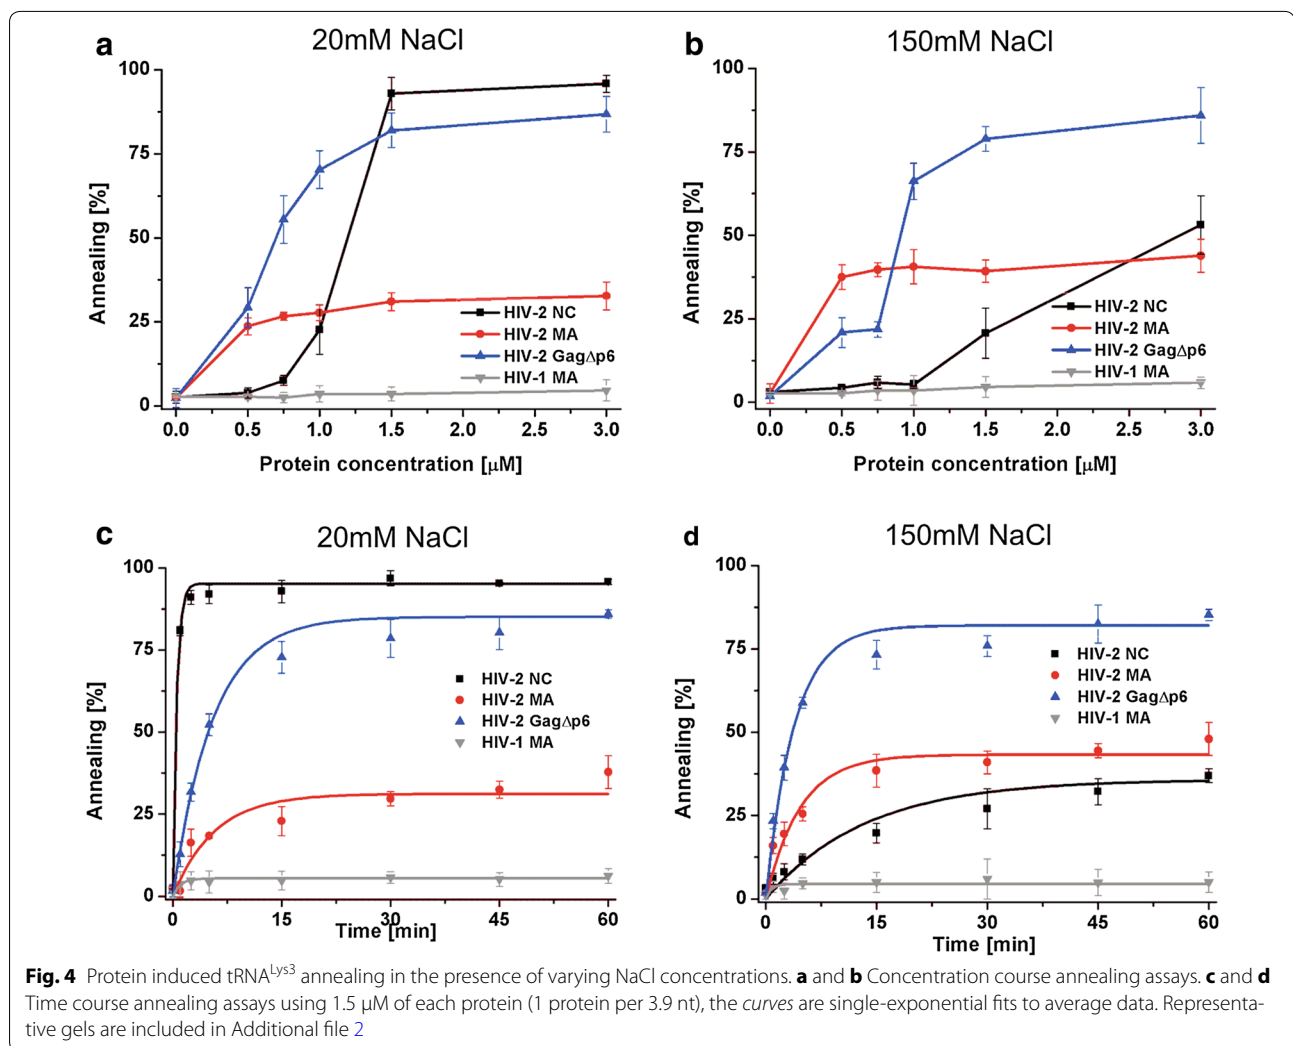 a
20mM NaCl
100
75
50
25
0
Annealing [%]
HIV-2 NC
HIV-2 MA
HIV-2 GagΔp6
HIV-1 MA
0.0 0.5 1.0 1.5 2.0 2.5 3.0
Protein concentration [µM]
b
150mM NaCl
100
75
50
25
0
Annealing [%]
HIV-2 NC
HIV-2 MA
HIV-2 GagΔp6
HIV-1 MA
0.0 0.5 1.0 1.5 2.0 2.5 3.0
Protein concentration [µM]
c
20mM NaCl
100
75
50
25
0
Annealing [%]
HIV-2 NC
HIV-2 MA
HIV-2 GagΔp6
HIV-1 MA
0 15 30 45 60
Time [min]
d
150mM NaCl
100
75
50
25
0
Annealing [%]
HIV-2 NC
HIV-2 MA
HIV-2 GagΔp6
HIV-1 MA
0 15 30 45 60
Time [min]
Fig. 4 Protein induced tRNALys3 annealing in the presence of varying NaCl concentrations. a and b Concentration course annealing assays. c and d
Time course annealing assays using 1.5 µM of each protein (1 protein per 3.9 nt), the curves are single-exponential fits to average data. Representa-
tive gels are included in Additional file 2